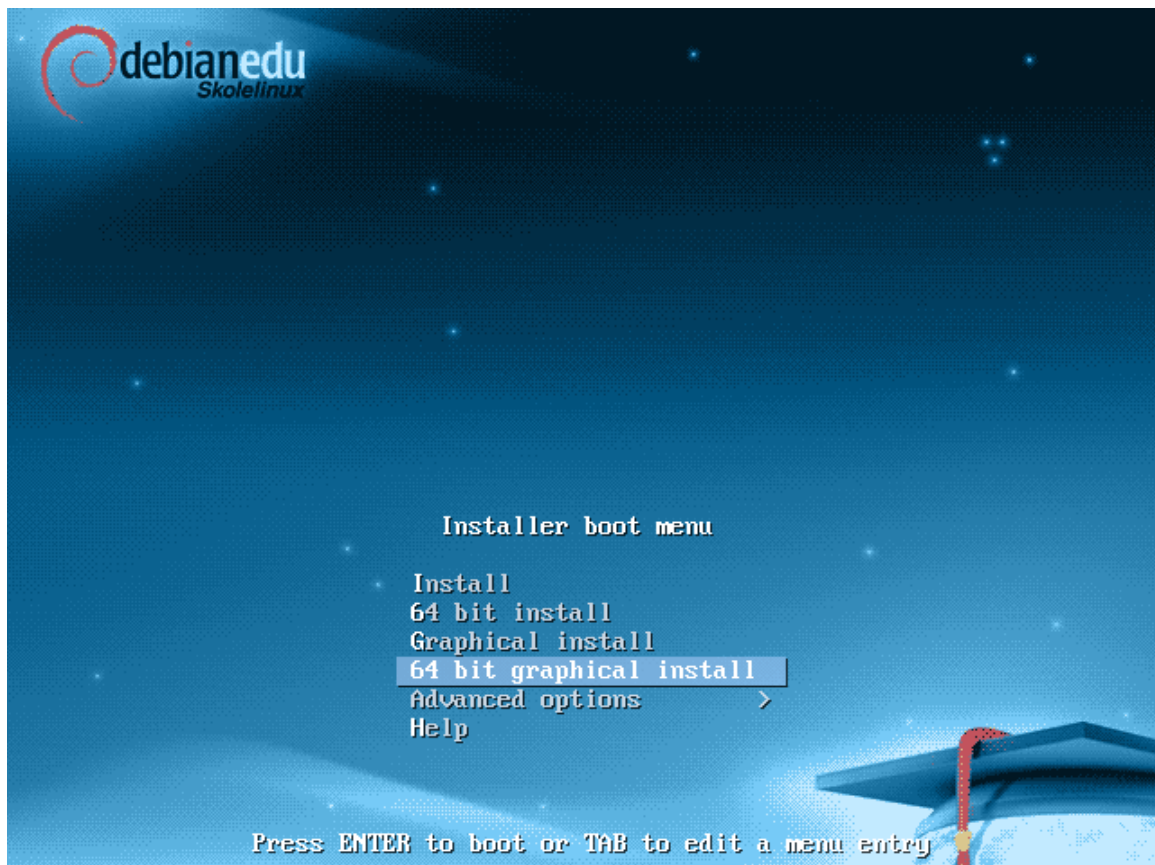 debianedu
Skolelinux
Installer boot menu
Install
64 bit install
Graphical install
64 bit graphical install
Advanced options >
Help
Press ENTER to boot or TAB to edit a menu entry